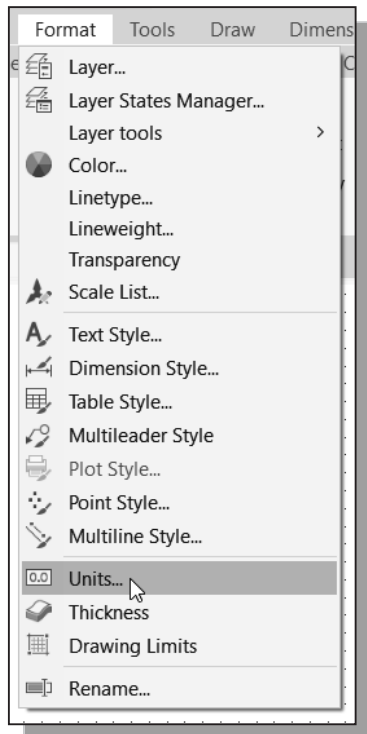 Format Tools Draw Dimens
Layer...
Layer States Manager...
Layer tools
Color...
Linetype...
Lineweight...
Transparency
Scale List...
Text Style...
Dimension Style...
Table Style...
Multileader Style
Plot Style...
Point Style...
Multiline Style...
0.0 Units...
Thickness
Drawing Limits
Rename...